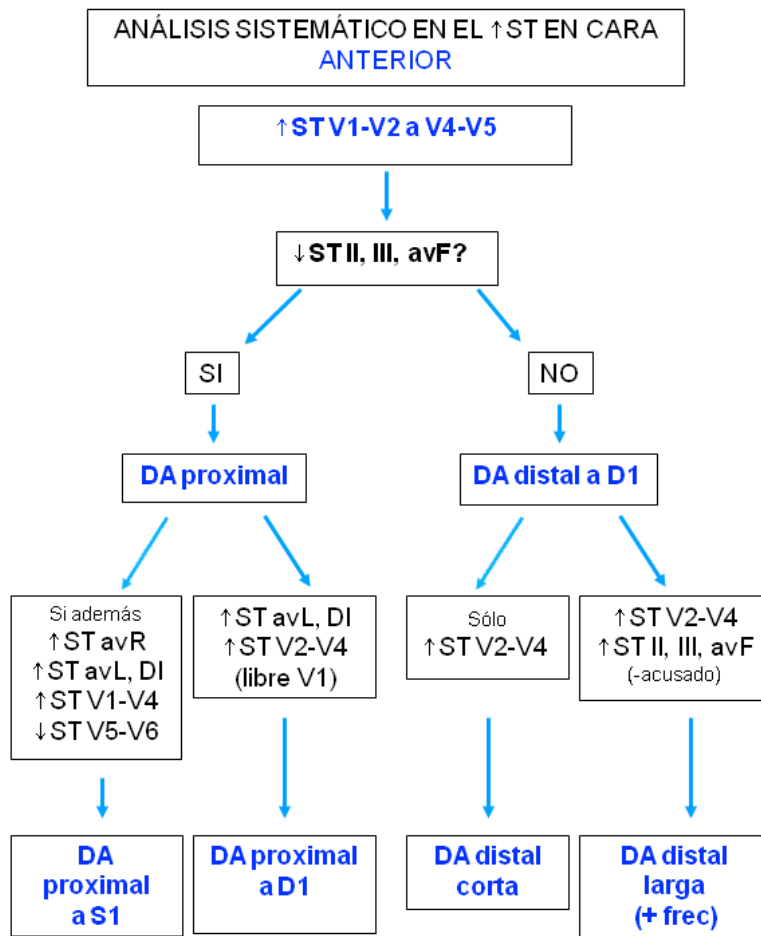 ANÁLISIS SISTEMÁTICO EN EL ↑ST EN CARA
ANTERIOR
↑ST V1-V2 a V4-V5
↓ST II, III, avF?
SI
NO
DA proximal
DA distal a D1
Si además
↑ST avR
↑ST avL, DI
↑ST V1-V4
↓ST V5-V6
↑ST avL, DI
↑ST V2-V4
(libre V1)
Sólo
↑ST V2-V4
↑ST V2-V4
↑ST II, III, avF
(-acusado)
DA
proximal
a S1
DA proximal
a D1
DA distal
corta
DA distal
larga
(+ frec)